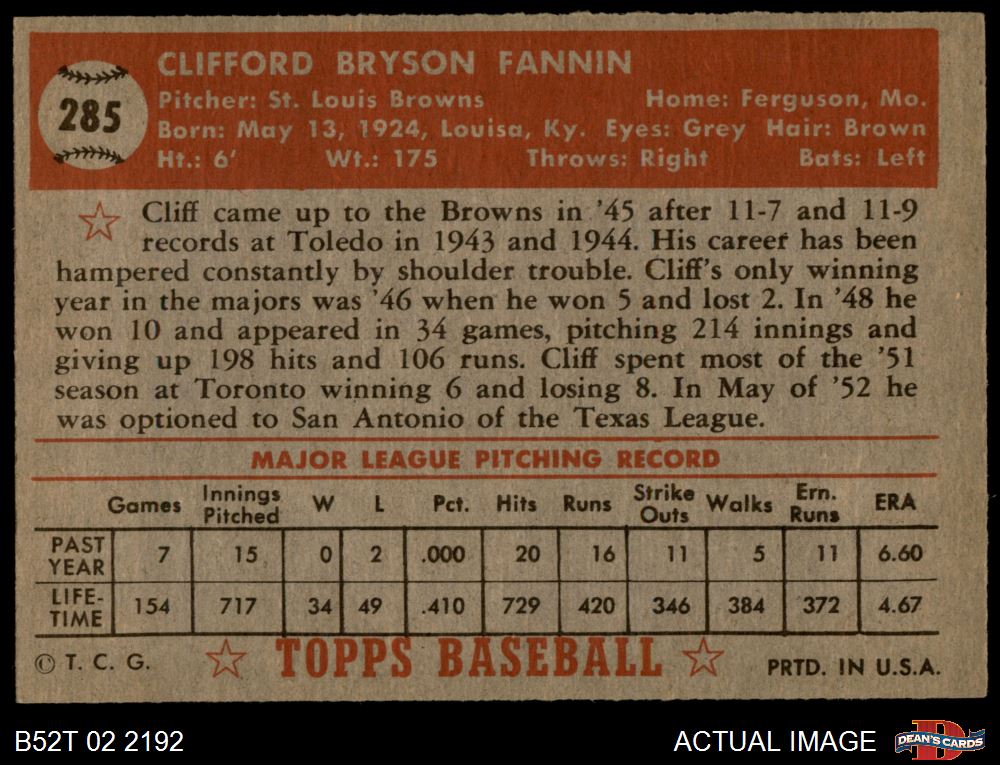 285
CLIFFORD BRYSON FANNIN
Pitcher: St. Louis Browns Home: Ferguson, Mo.
Born: May 13, 1924, Louisa, Ky. Eyes: Grey Hair: Brown
Ht.: 6' Wt.: 175 Throws: Right Bats: Left
Cliff came up to the Browns in '45 after 11-7 and 11-9
records at Toledo in 1943 and 1944. His career has been
hampered constantly by shoulder trouble. Cliff's only winning
year in the majors was '46 when he won 5 and lost 2. In '48 he
won 10 and appeared in 34 games, pitching 214 innings and
giving up 198 hits and 106 runs. Cliff spent most of the '51
season at Toronto winning 6 and losing 8. In May of '52 he
was optioned to San Antonio of the Texas League.
MAJOR LEAGUE PITCHING RECORD
Games Innings Pitched W L Pct. Hits Runs Strike Outs Walks Ern. Runs ERA
PAST YEAR 7 15 0 2 .000 20 16 11 5 11 6.60
LIFE-TIME 154 717 34 49 .410 729 420 346 384 372 4.67
© T. C. G. TOPPS BASEBALL PRTD. IN U.S.A.
B52T 02 2192 ACTUAL IMAGE DEAN'S CARDS